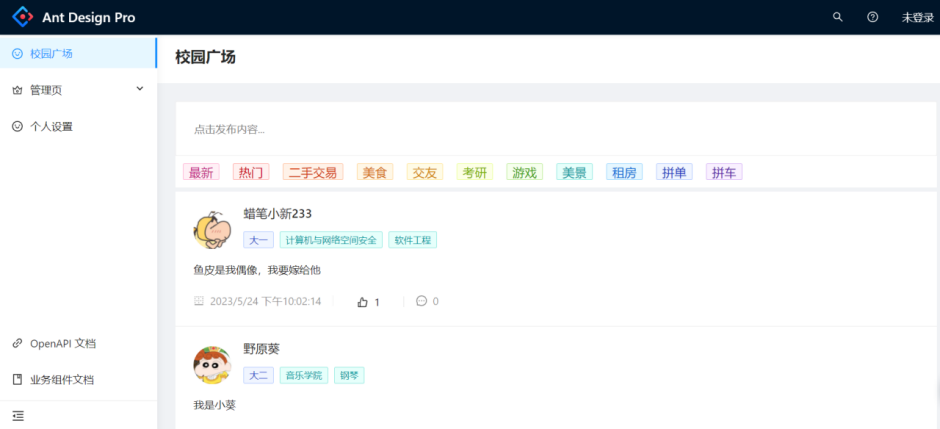 Ant Design Pro
未登录
校园广场
管理页
个人设置
OpenAPI 文档
业务组件文档
校园广场
点击发布内容...
最新 热门 二手交易 美食 交友 考研 游戏 美景 租房 拼单 拼车
蜡笔小新233
大一 计算机与网络空间安全 软件工程
鱼皮是我偶像，我要嫁给他
2023/5/24 下午10:02:14 1 0
野原葵
大二 音乐学院 钢琴
我是小葵